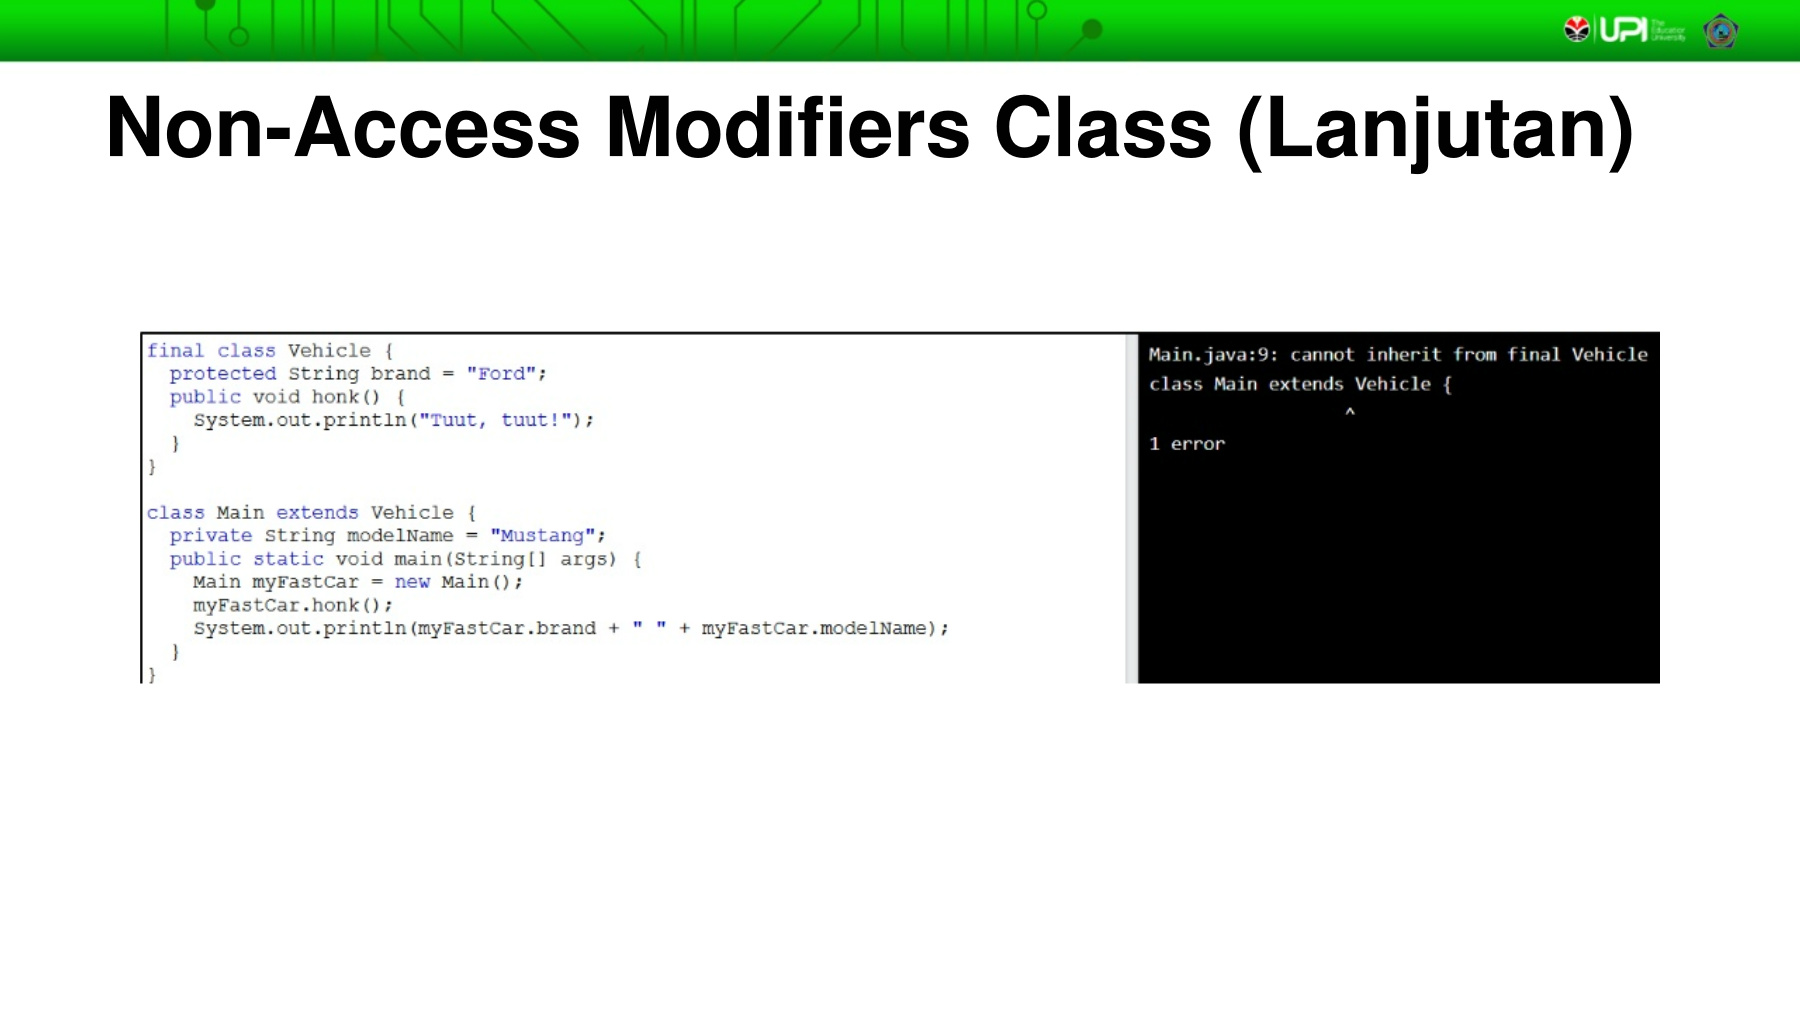 UPI The Education University
Non-Access Modifiers Class (Lanjutan)
final class Vehicle {
  protected String brand = "Ford";
  public void honk() {
    System.out.println("Tuut, tuut!");
  }
}

class Main extends Vehicle {
  private String modelName = "Mustang";
  public static void main(String[] args) {
    Main myFastCar = new Main();
    myFastCar.honk();
    System.out.println(myFastCar.brand + " " + myFastCar.modelName);
  }
}
Main.java:9: cannot inherit from final Vehicle
class Main extends Vehicle {
                   ^
1 error